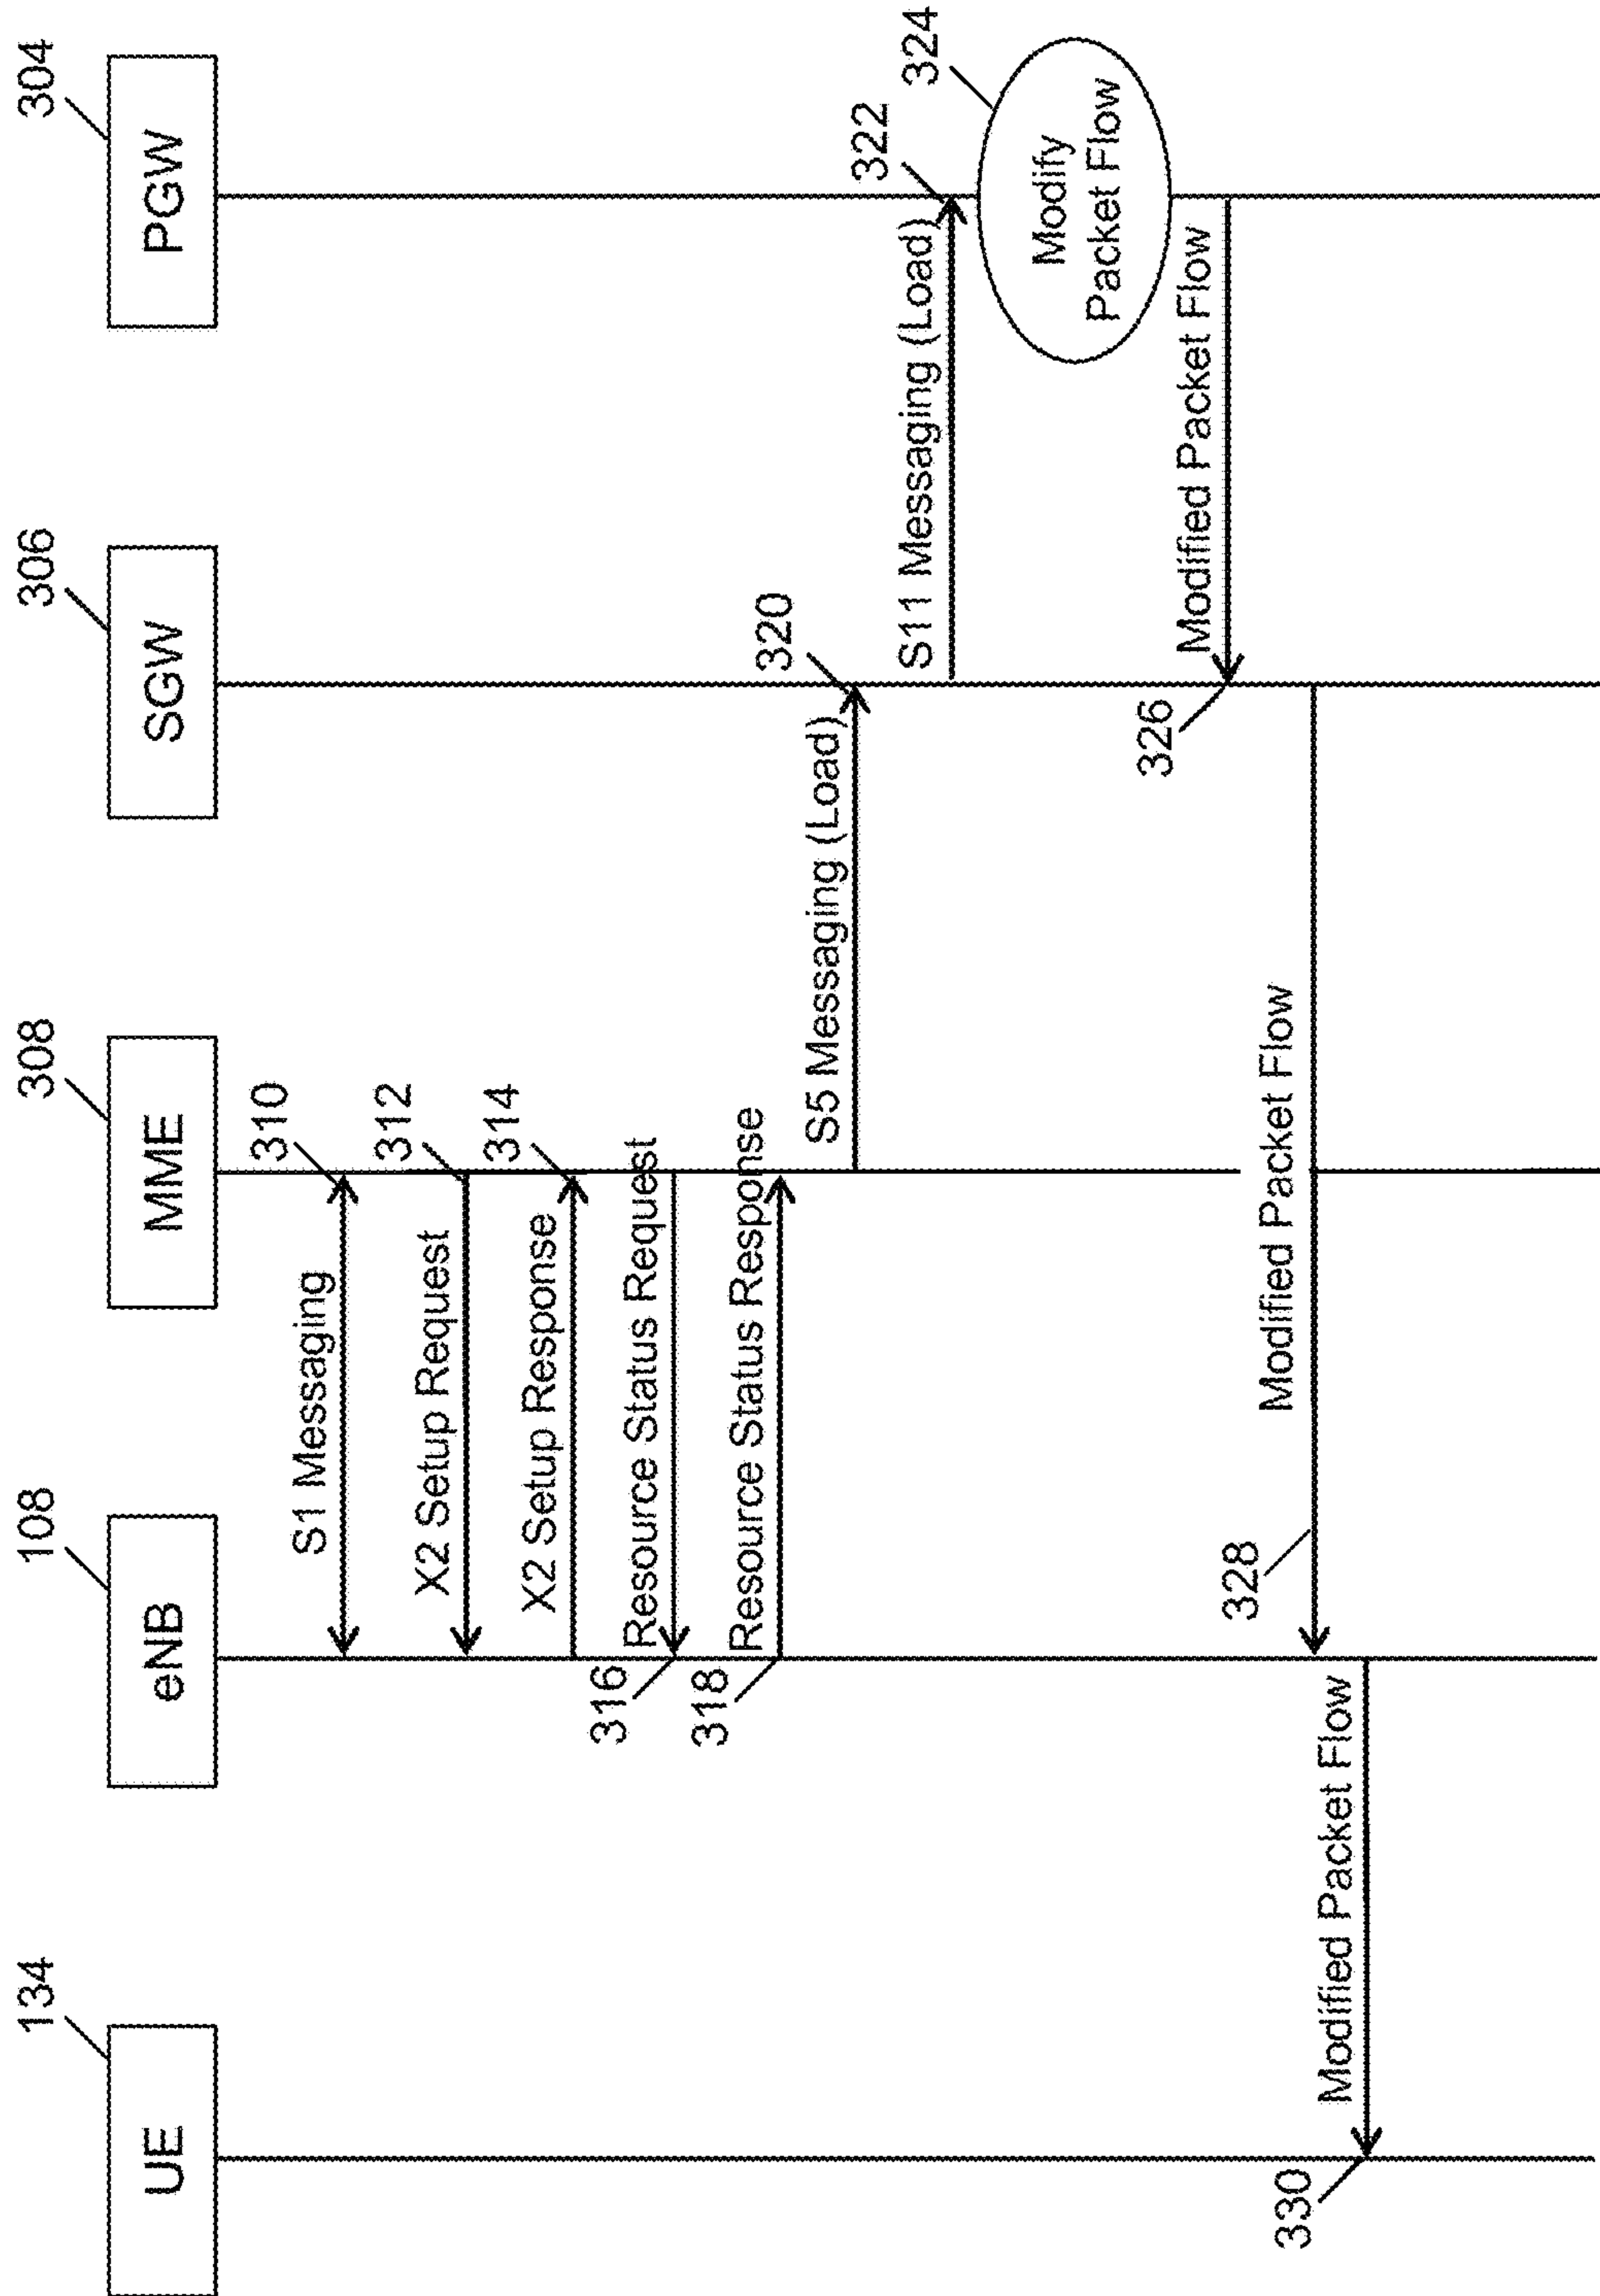 134
108
308
306
304
UE
eNB
MME
SGW
PGW
310
S1 Messaging
312
X2 Setup Request
314
X2 Setup Response
316
Resource Status Request
318
Resource Status Response
320
S5 Messaging (Load)
322
S11 Messaging (Load)
324
Modify
Packet Flow
Modified Packet Flow
326
Modified Packet Flow
328
Modified Packet Flow
330